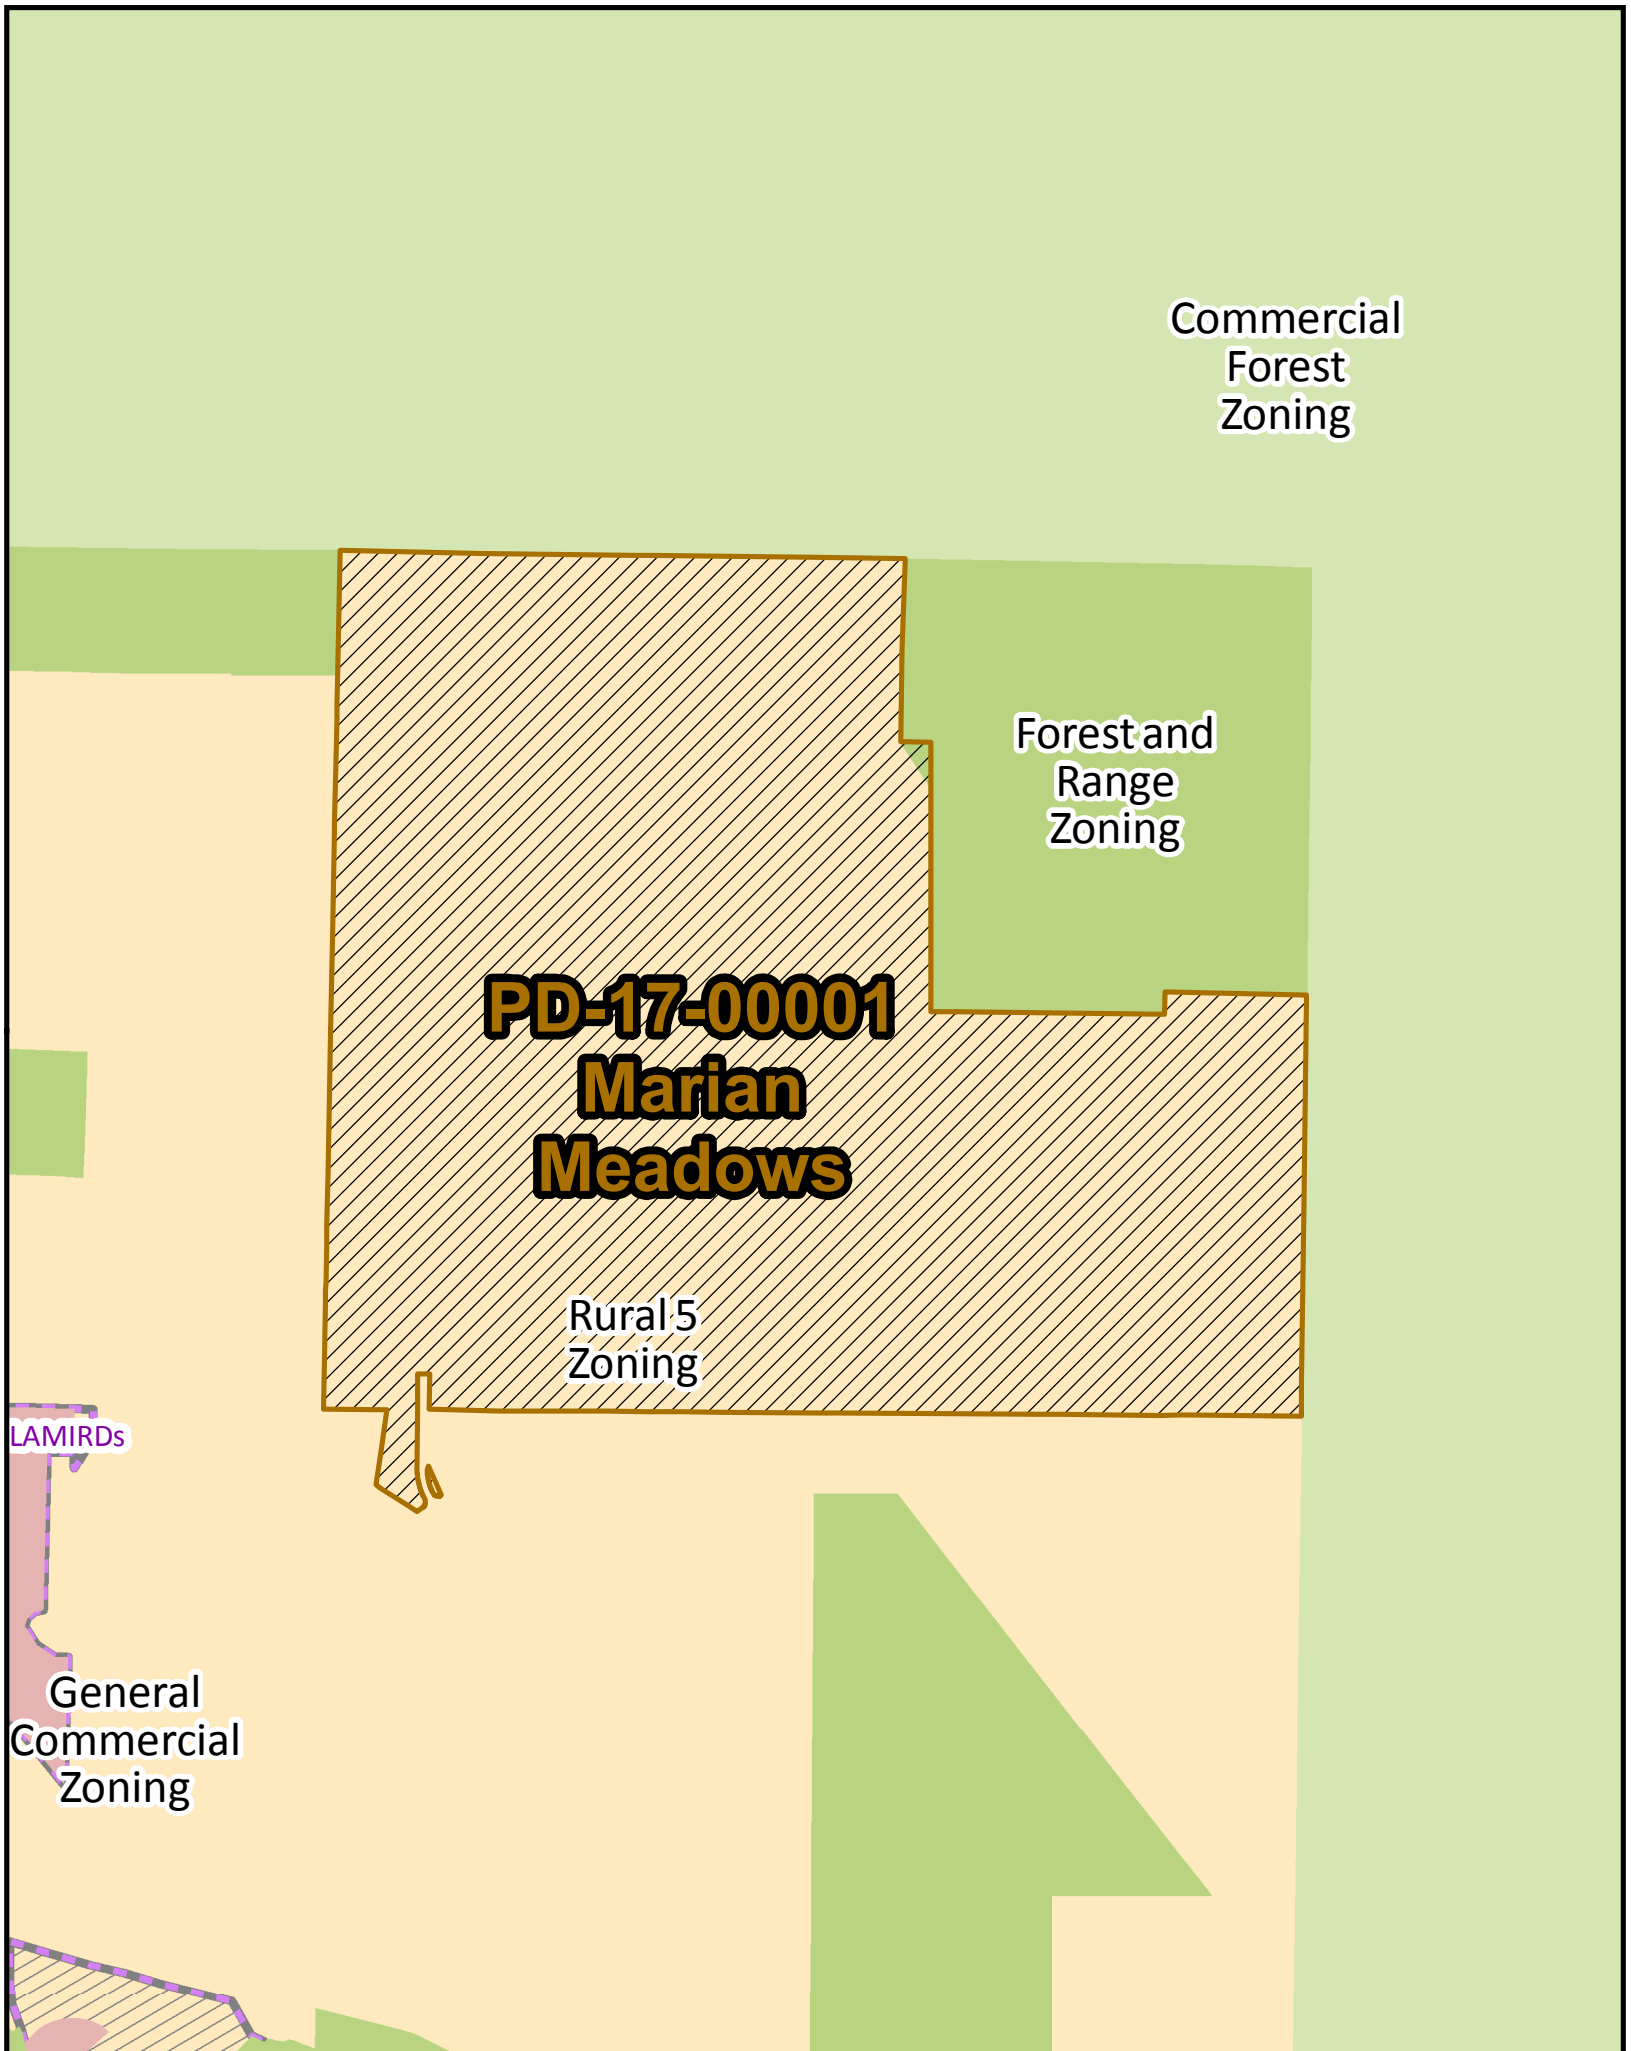 Commercial
Forest
Zoning
Forest and
Range
Zoning
PD-17-00001
Marian
Meadows
Rural 5
Zoning
LAMIRDs
General
Commercial
Zoning